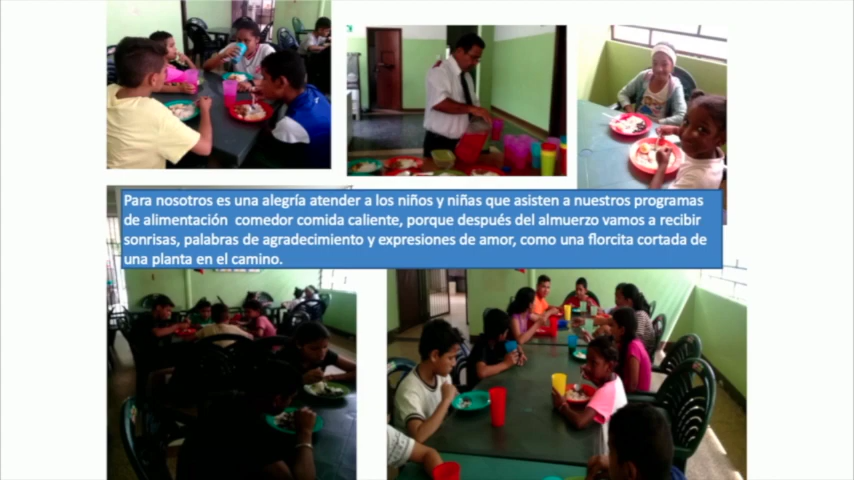 Para nosotros es una alegría atender a los niños y niñas que asisten a nuestros programas
de alimentación comedor comida caliente, porque después del almuerzo vamos a recibir
sonrisas, palabras de agradecimiento y expresiones de amor, como una florcita cortada de
una planta en el camino.